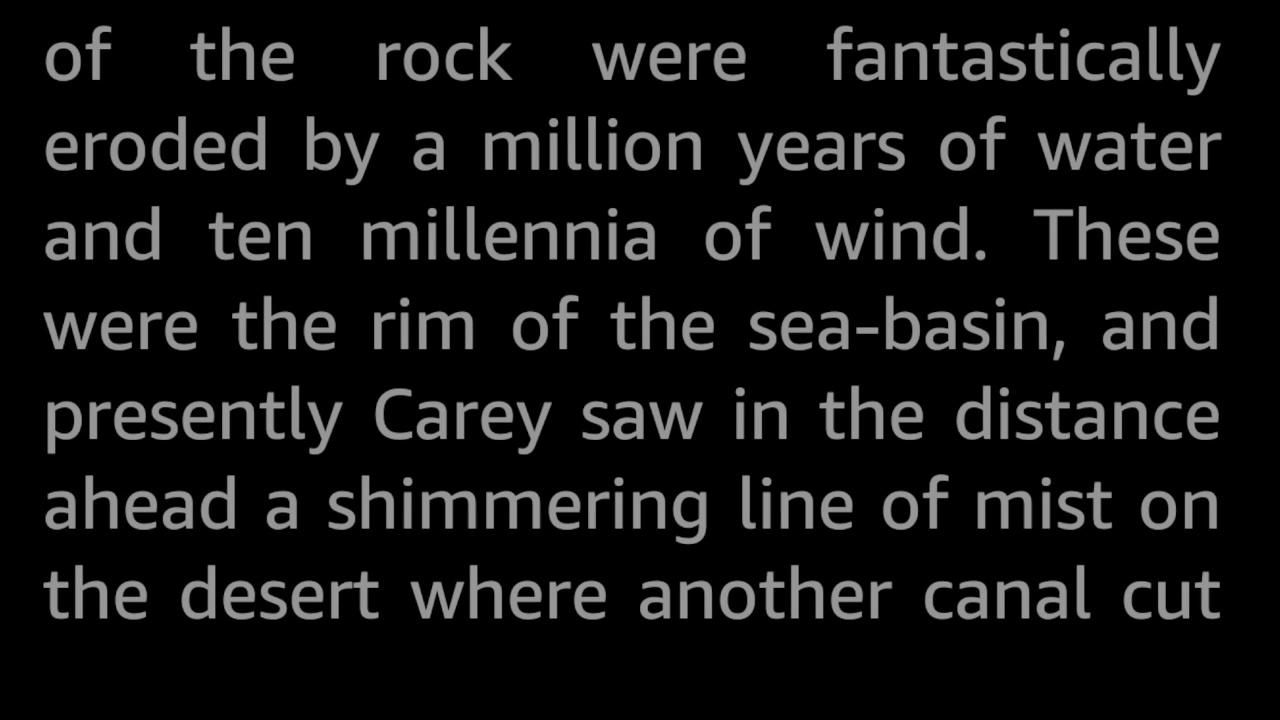 of the rock were fantastically
eroded by a million years of water
and ten millennia of wind. These
were the rim of the sea-basin, and
presently Carey saw in the distance
ahead a shimmering line of mist on
the desert where another canal cut